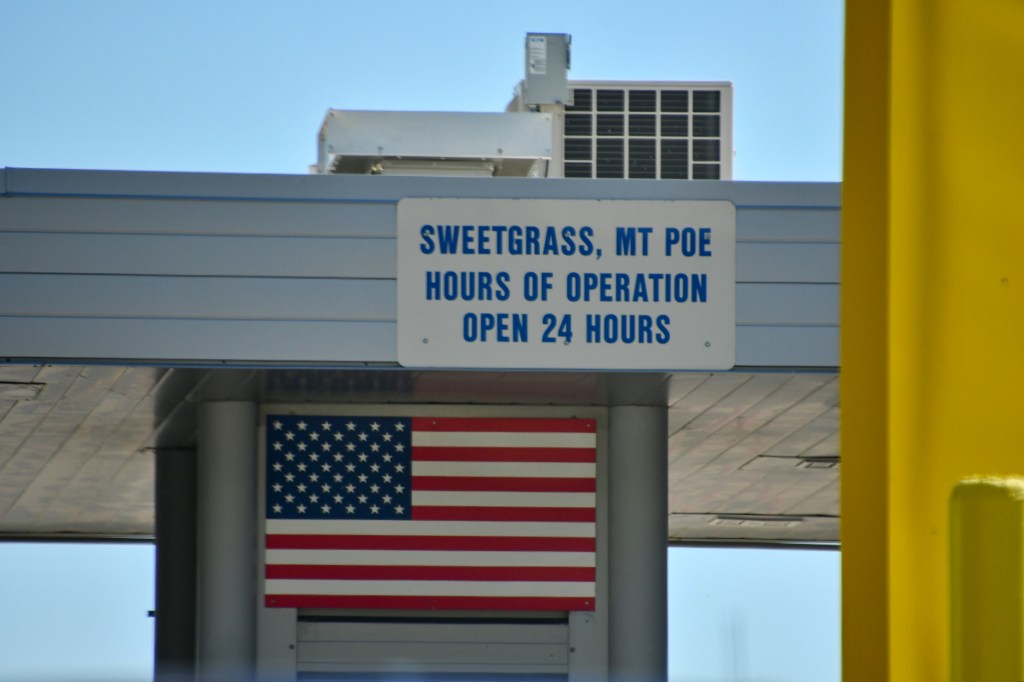 SWEETGRASS, MT POE
HOURS OF OPERATION
OPEN 24 HOURS